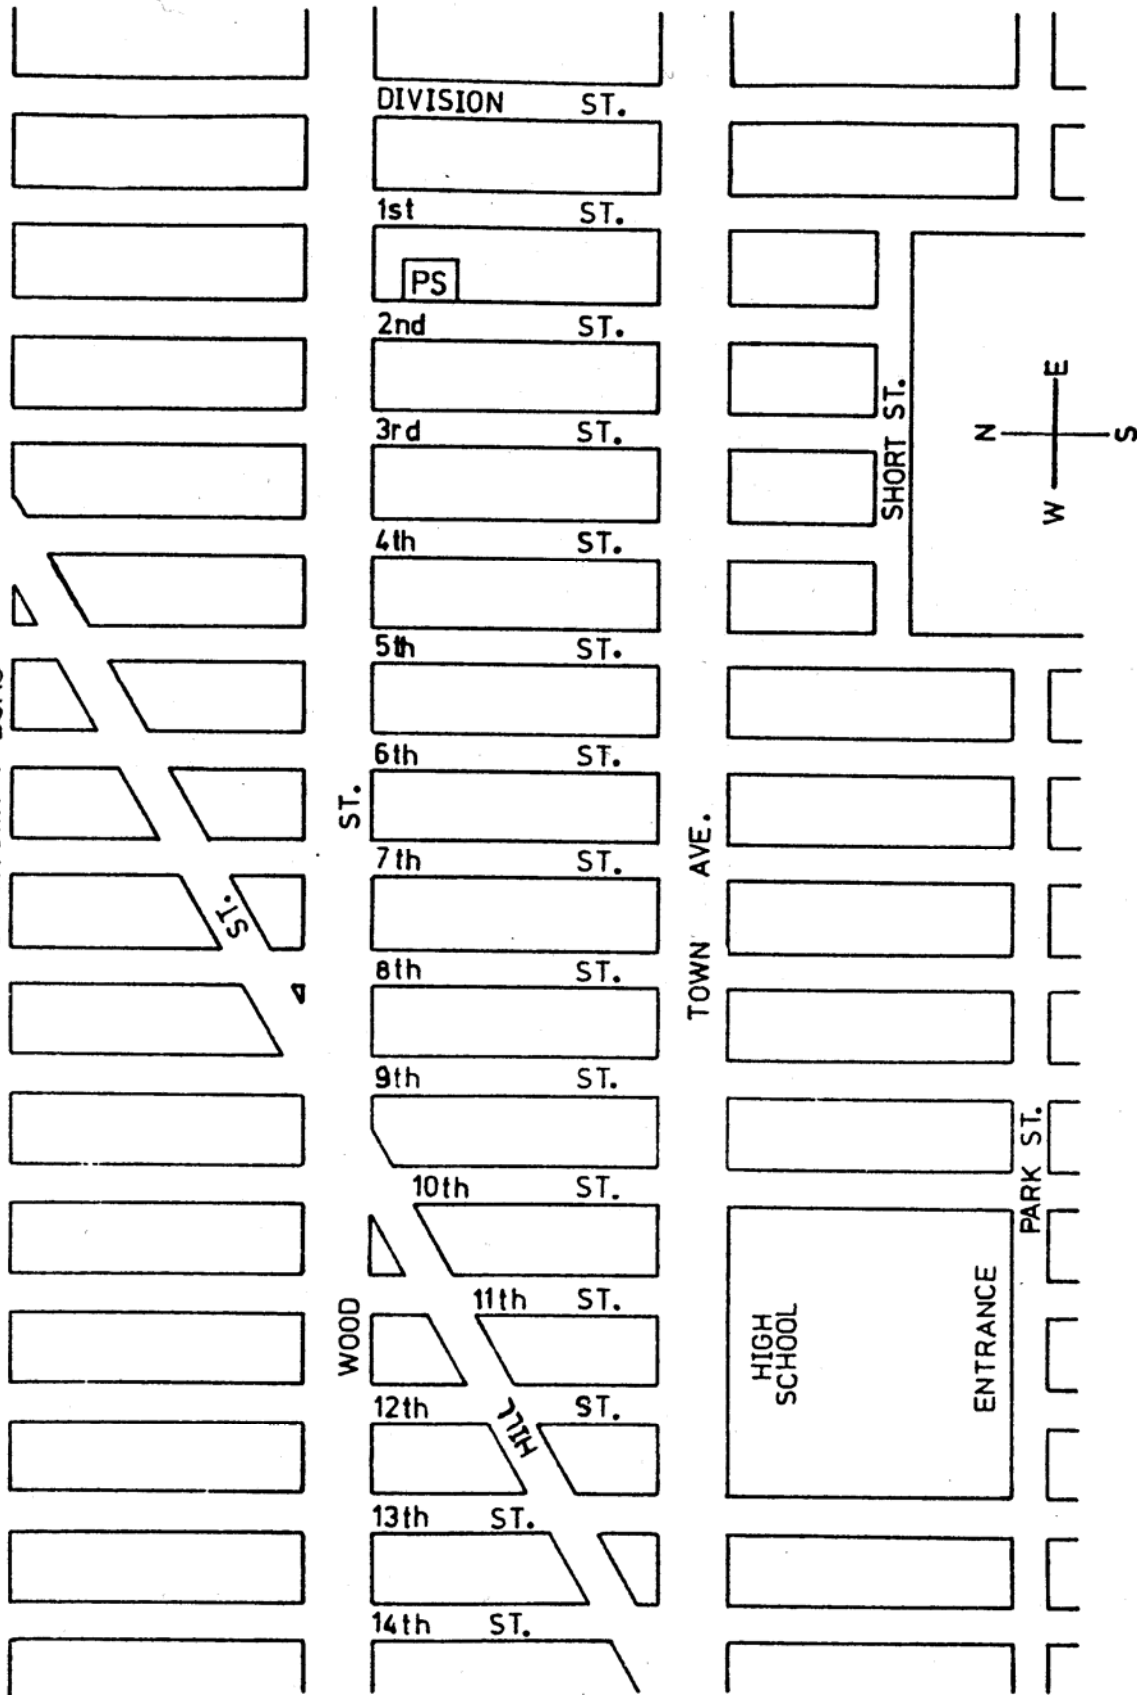 DIVISION ST.
1st ST.
PS
2nd ST.
3rd ST.
SHORT ST.
N
E
S
W
4th ST.
5th ST.
6th ST.
WOOD ST.
7th ST.
TOWN AVE.
HILL ST.
8th ST.
9th ST.
PARK ST.
10th ST.
11th ST.
HIGH
SCHOOL
ENTRANCE
12th ST.
13th ST.
14th ST.